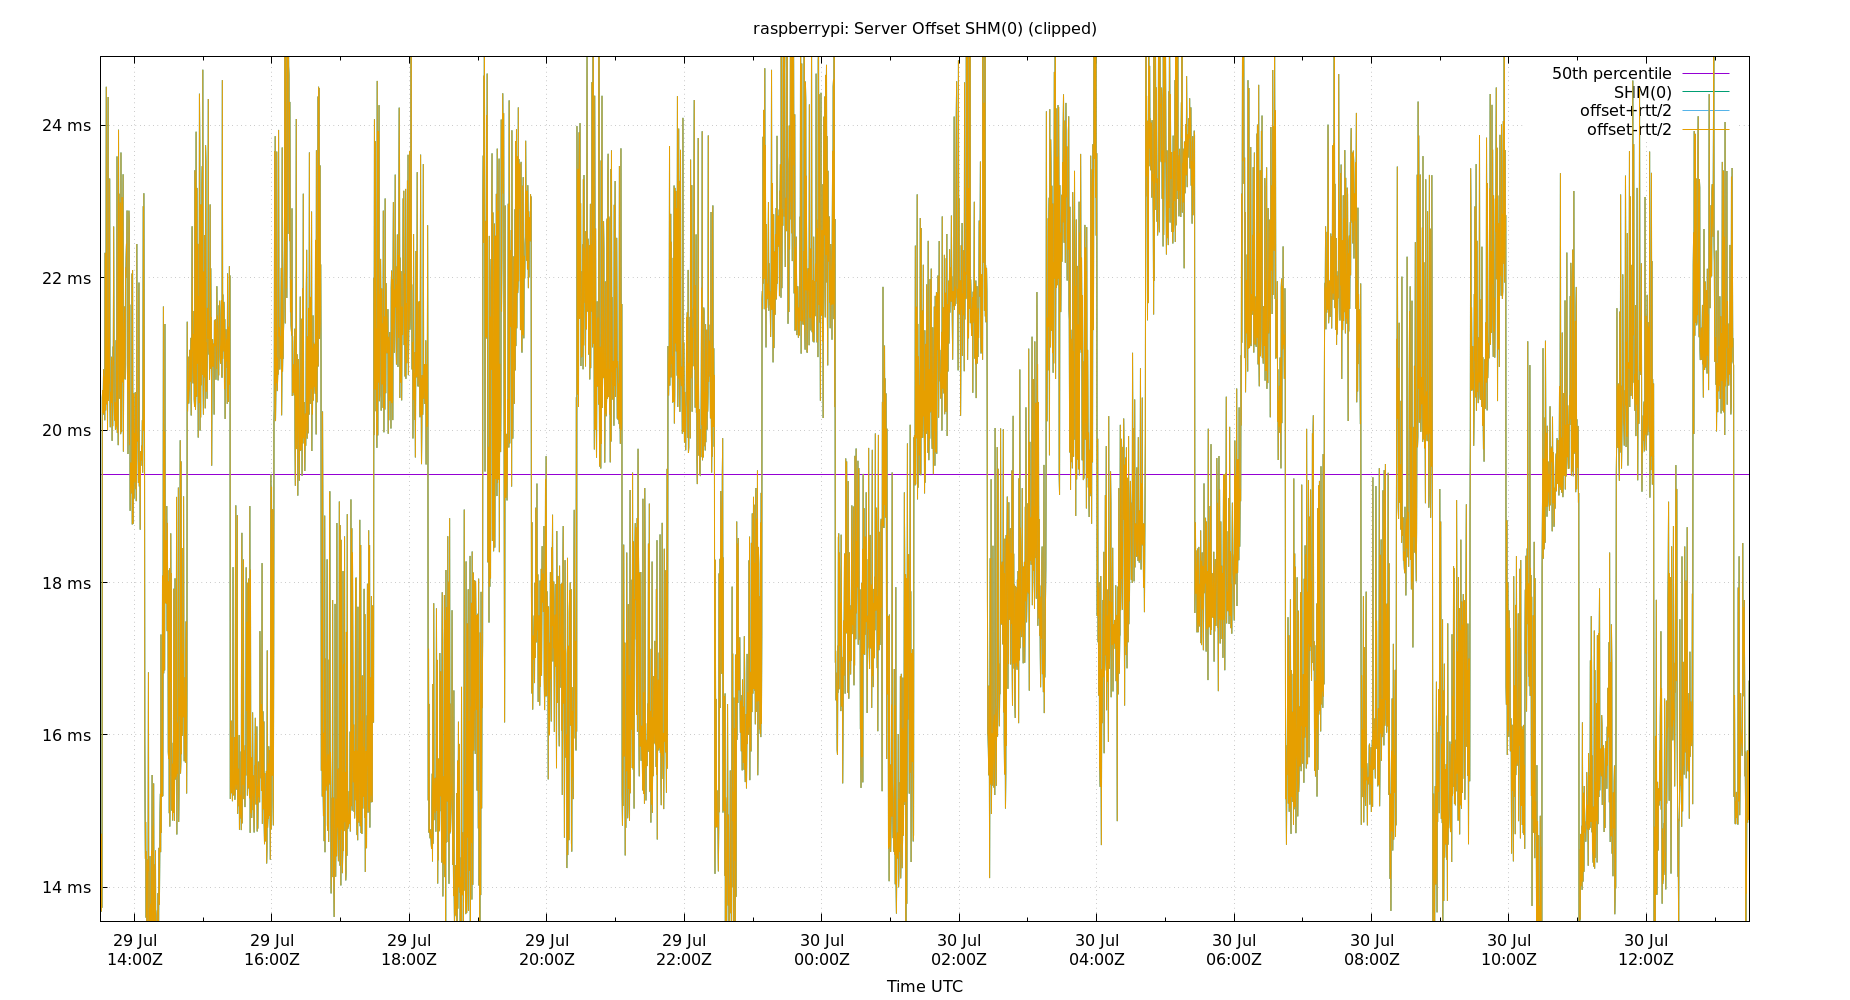 raspberrypi: Server Offset SHM(0) (clipped)
50th percentile
SHM(0)
offset+rtt/2
offset-rtt/2
24 ms
22 ms
20 ms
18 ms
16 ms
14 ms
29 Jul 29 Jul 29 Jul 29 Jul 29 Jul 30 Jul 30 Jul 30 Jul 30 Jul 30 Jul 30 Jul 30 Jul
14:00Z 16:00Z 18:00Z 20:00Z 22:00Z 00:00Z 02:00Z 04:00Z 06:00Z 08:00Z 10:00Z 12:00Z
Time UTC